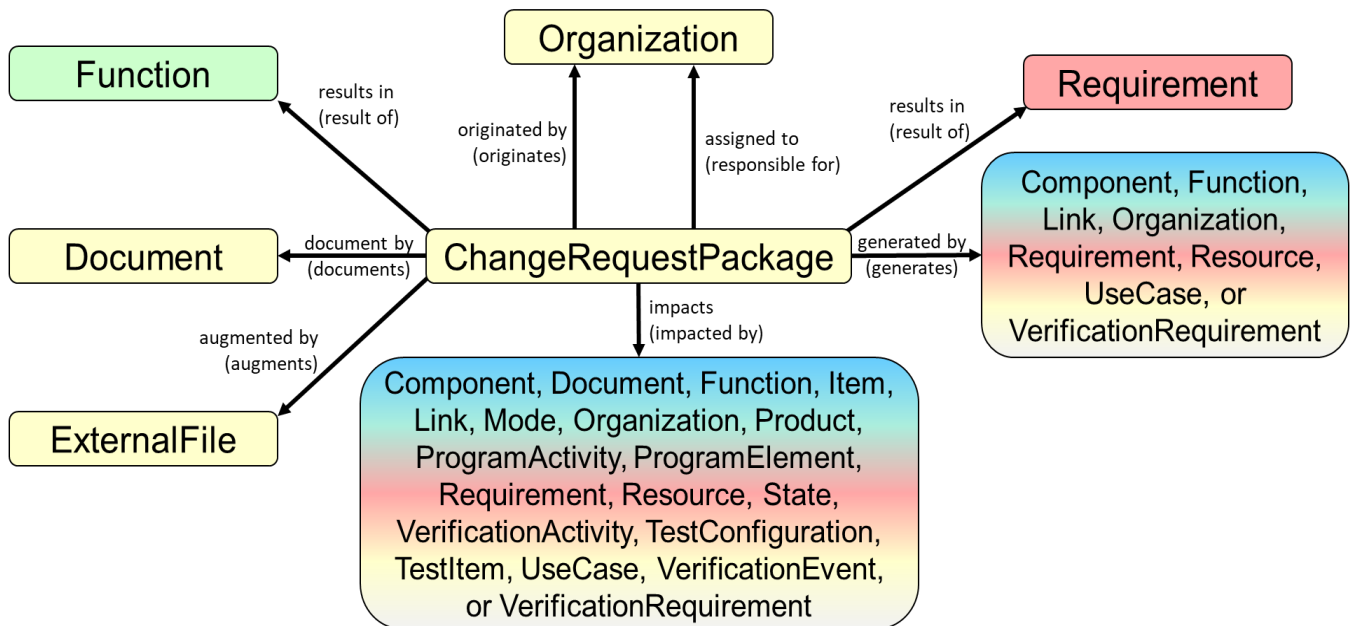 Organization
Function
Requirement
results in
(result of)
originated by
(originates)
assigned to
(responsible for)
results in
(result of)
Component, Function,
Link, Organization,
Requirement, Resource,
UseCase, or
VerificationRequirement
Document
document by
(documents)
ChangeRequestPackage
generated by
(generates)
augmented by
(augments)
impacts
(impacted by)
ExternalFile
Component, Document, Function, Item,
Link, Mode, Organization, Product,
ProgramActivity, ProgramElement,
Requirement, Resource, State,
VerificationActivity, TestConfiguration,
TestItem, UseCase, VerificationEvent,
or VerificationRequirement